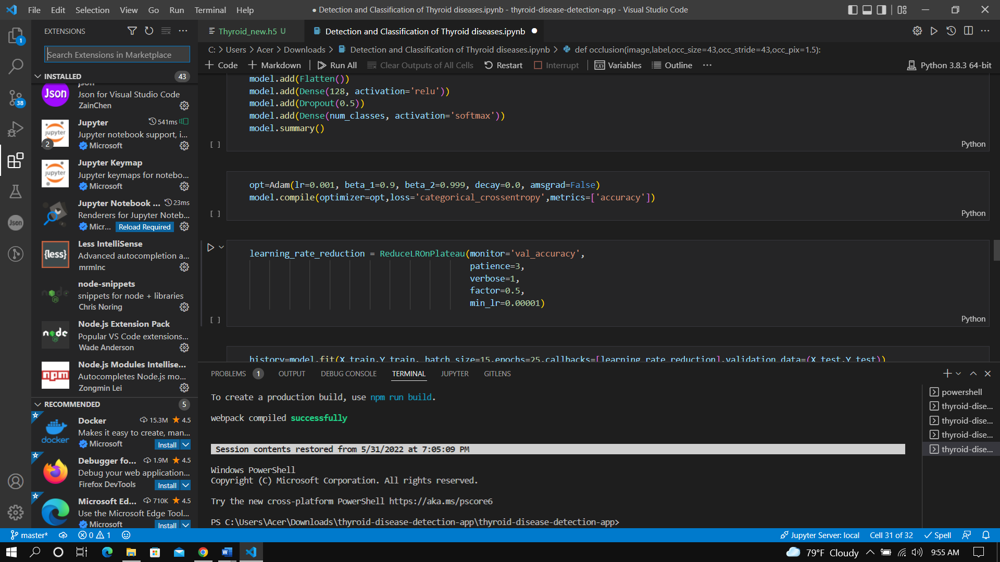 File Edit Selection View Go Run Terminal Help
● Detection and Classification of Thyroid diseases.ipynb - thyroid-disease-detection-app - Visual Studio Code
EXTENSIONS
Thyroid_new.h5 U
Detection and Classification of Thyroid diseases.ipynb ●
Search Extensions in Marketplace
C: > Users > Acer > Downloads > Detection and Classification of Thyroid diseases.ipynb > def occlusion(image,label,occ_size=43,occ_stride=43,occ_pix=1.5):
+ Code + Markdown Run All Clear Outputs of All Cells Restart Interrupt Variables Outline ... Python 3.8.3 64-bit
1
38
INSTALLED 43
Json
json
Json for Visual Studio Code
ZainChen
jupyter
2
Jupyter 541ms
Jupyter notebook support, i...
Microsoft
jupyter
Jupyter Keymap
Jupyter keymaps for notebo...
Microsoft
Jupyter Notebook ... 23ms
Renderers for Jupyter Noteb...
Micr... Reload Required
{less}
Less IntelliSense
Advanced autocompletion a...
mrmlnc
node
node-snippets
snippets for node + libraries
Chris Noring
node
Node.js Extension Pack
Popular VS Code extensions...
Wade Anderson
npm
Node.js Modules Intellise...
Autocompletes Node.js mo...
Zongmin Lei
RECOMMENDED 5
docker
Docker 15.3M 4.5
Makes it easy to create, man...
Microsoft Install
Debugger fo... 1.9M 4.5
Debug your web application...
Firefox DevTools Install
Microsoft Ed... 710K 4.5
Use the Microsoft Edge Tool...
Microsoft Install
Json
model.add(Flatten())
model.add(Dense(128, activation='relu'))
model.add(Dropout(0.5))
model.add(Dense(num_classes, activation='softmax'))
model.summary()
[ ] Python
opt=Adam(lr=0.001, beta_1=0.9, beta_2=0.999, decay=0.0, amsgrad=False)
model.compile(optimizer=opt,loss='categorical_crossentropy',metrics=['accuracy'])
[ ] Python
learning_rate_reduction = ReduceLROnPlateau(monitor='val_accuracy',
patience=3,
verbose=1,
factor=0.5,
min_lr=0.00001)
[ ] Python
history=model.fit(X_train,Y_train, batch_size=15,epochs=25,callbacks=[learning_rate_reduction],validation_data=(X_test,Y_test))
PROBLEMS 1 OUTPUT DEBUG CONSOLE TERMINAL JUPYTER GITLENS
To create a production build, use npm run build.
webpack compiled successfully
Session contents restored from 5/31/2022 at 7:05:09 PM
Windows PowerShell
Copyright (C) Microsoft Corporation. All rights reserved.
Try the new cross-platform PowerShell https://aka.ms/pscore6
PS C:\Users\Acer\Downloads\thyroid-disease-detection-app\thyroid-disease-detection-app>
powershell
thyroid-dise...
thyroid-dise...
thyroid-dise...
thyroid-dise...
master* 0 1
Jupyter Server: local Cell 31 of 32 Spell
79°F Cloudy 9:55 AM